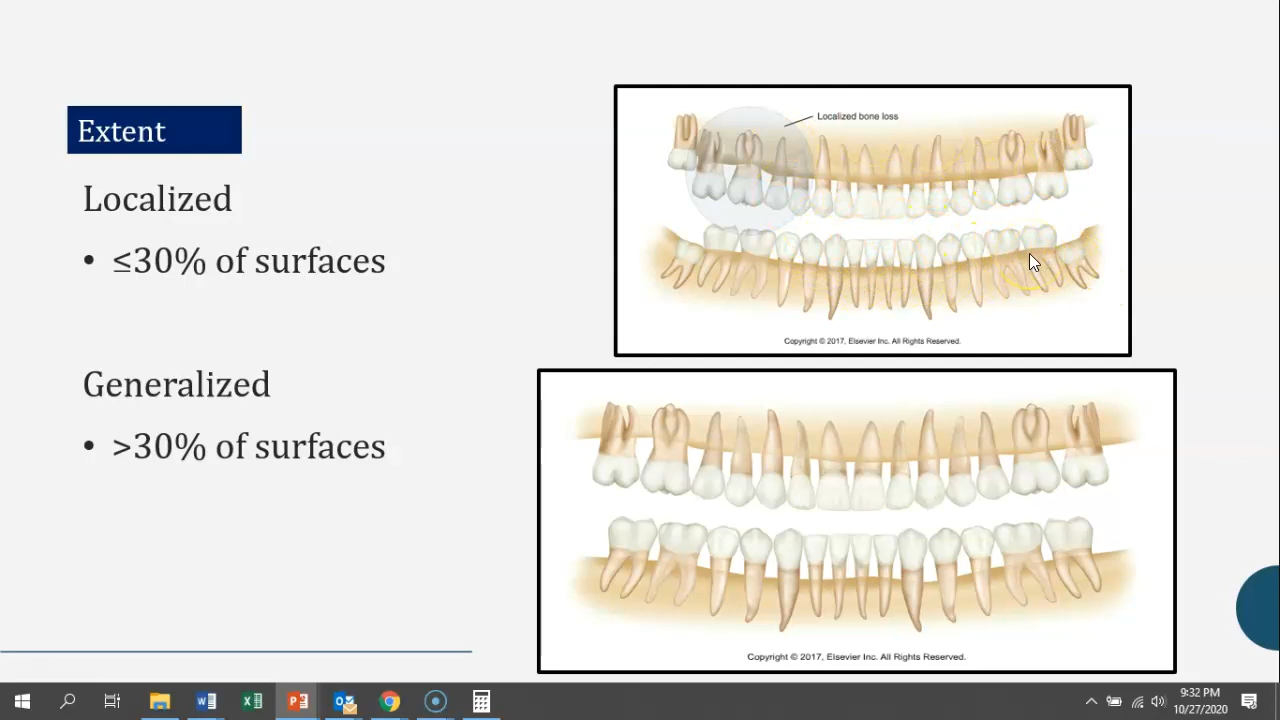 Extent
Localized
• ≤30% of surfaces
Generalized
• >30% of surfaces
Localized bone loss
Copyright © 2017, Elsevier Inc. All Rights Reserved.
Copyright © 2017, Elsevier Inc. All Rights Reserved.
9:32 PM
10/27/2020